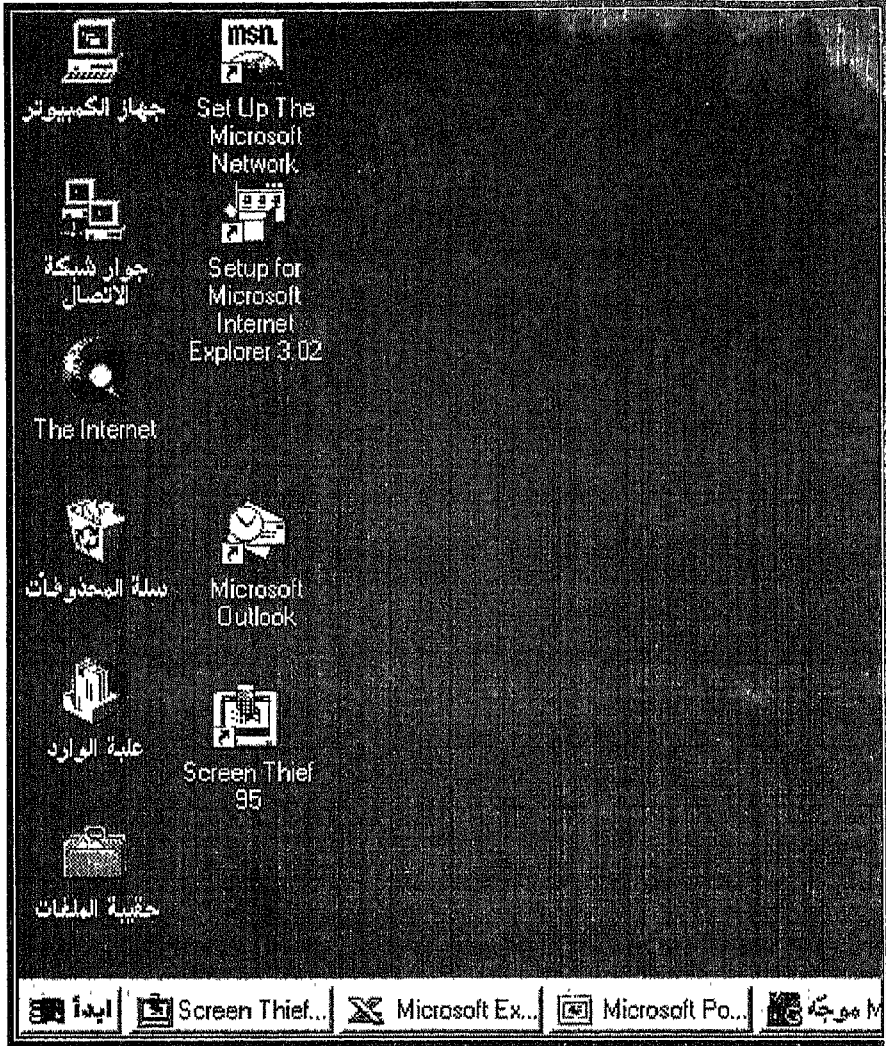 جهاز الكمبيوتر
جوار شبكة
الاتصال
The Internet
سلة المحذوفات
علبة الوارد
حقيبة الملفات
msn.
Set Up The
Microsoft
Network
Setup for
Microsoft
Internet
Explorer 3.02
Microsoft
Outlook
Screen Thief
95
ابدأ
Screen Thief...
Microsoft Ex...
Microsoft Po...
موجّه M